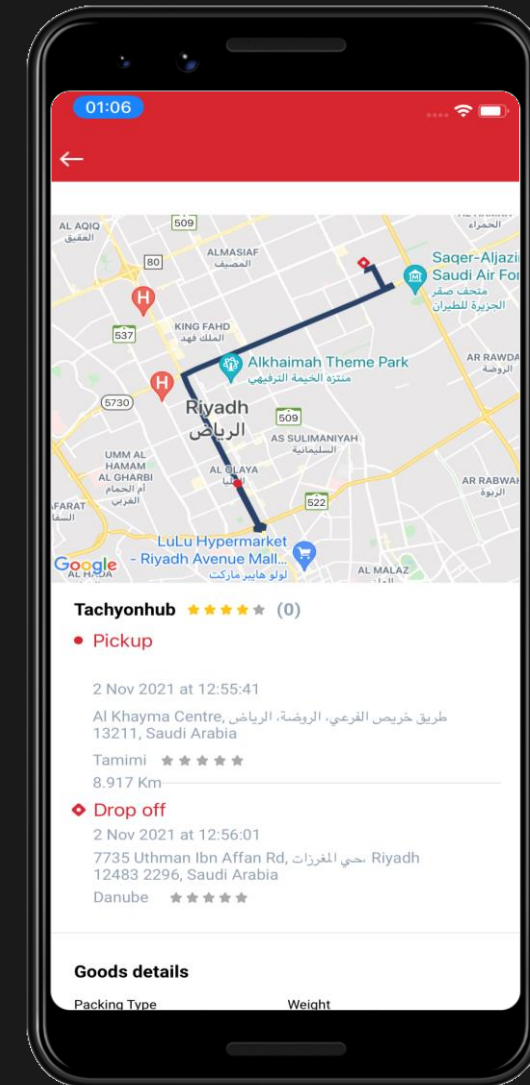 01:06
AL AQIQ
العقيق
509
الحمراء
80
ALMASIAF
المصيف
Saqer-Aljazi
Saudi Air For
متحف صقر
الجزيرة للطيران
H
537
KING FAHD
الملك فهد
Alkhaimah Theme Park
منتزه الخيمة الترفيهي
AR RAWDA
الروضة
H
5730
Riyadh
الرياض
509
AS SULIMANIYAH
السليمانية
UMM AL
HAMAM
AL GHARBI
أم الحمام
الغربي
AL OLAYA
العليا
AR RABWAH
الربوة
522
FARAT
LuLu Hypermarket
- Riyadh Avenue Mall...
لولو هايبر ماركت
Google
AL HADA
AL MALAZ
Tachyonhub (0)
Pickup
2 Nov 2021 at 12:55:41
Al Khayma Centre, طريق خريص الفرعي، الروضة، الرياض
13211, Saudi Arabia
Tamimi
8.917 Km
Drop off
2 Nov 2021 at 12:56:01
7735 Uthman Ibn Affan Rd, حي المغرزات، Riyadh
12483 2296, Saudi Arabia
Danube
Goods details
Packing Type Weight